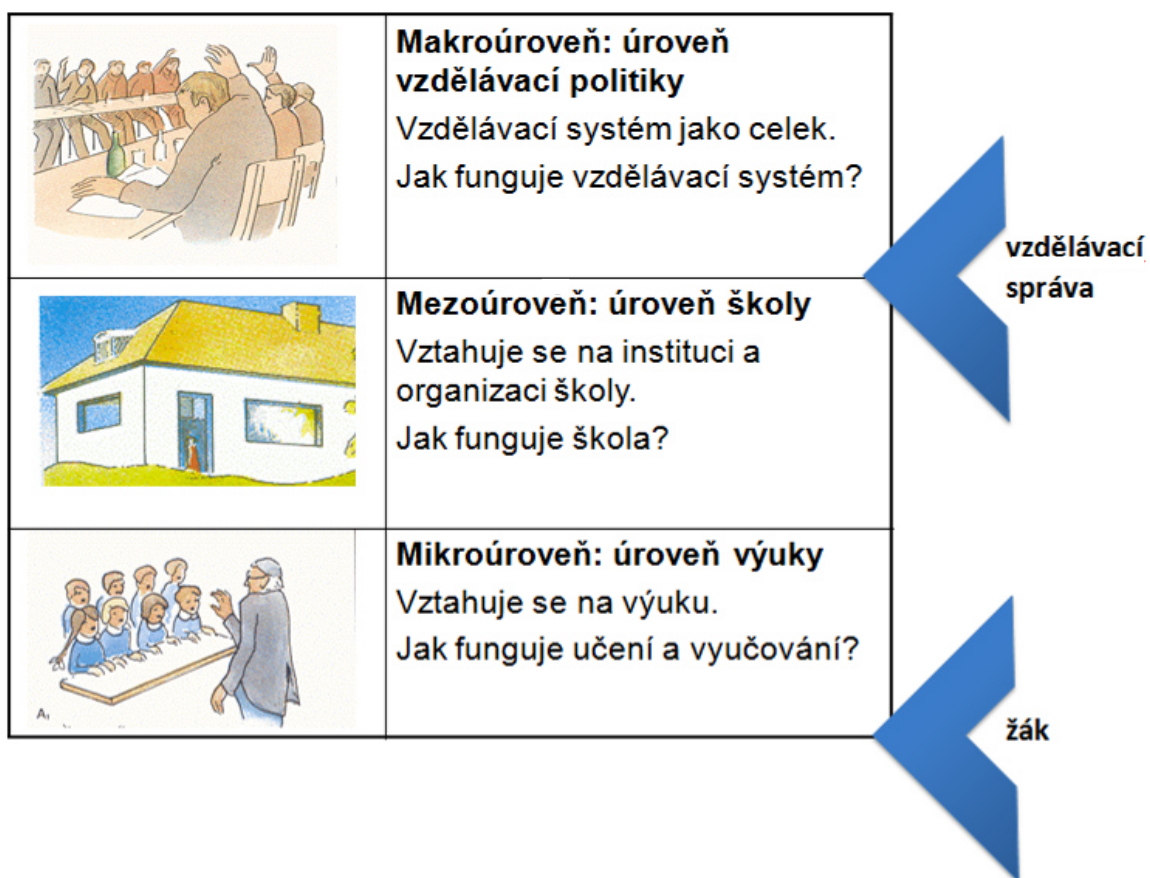 Makroúroveň: úroveň
vzdělávací politiky
Vzdělávací systém jako celek.
Jak funguje vzdělávací systém?
vzdělávací
správa
Mezoúroveň: úroveň školy
Vztahuje se na instituci a
organizaci školy.
Jak funguje škola?
Mikroúroveň: úroveň výuky
Vztahuje se na výuku.
Jak funguje učení a vyučování?
žák